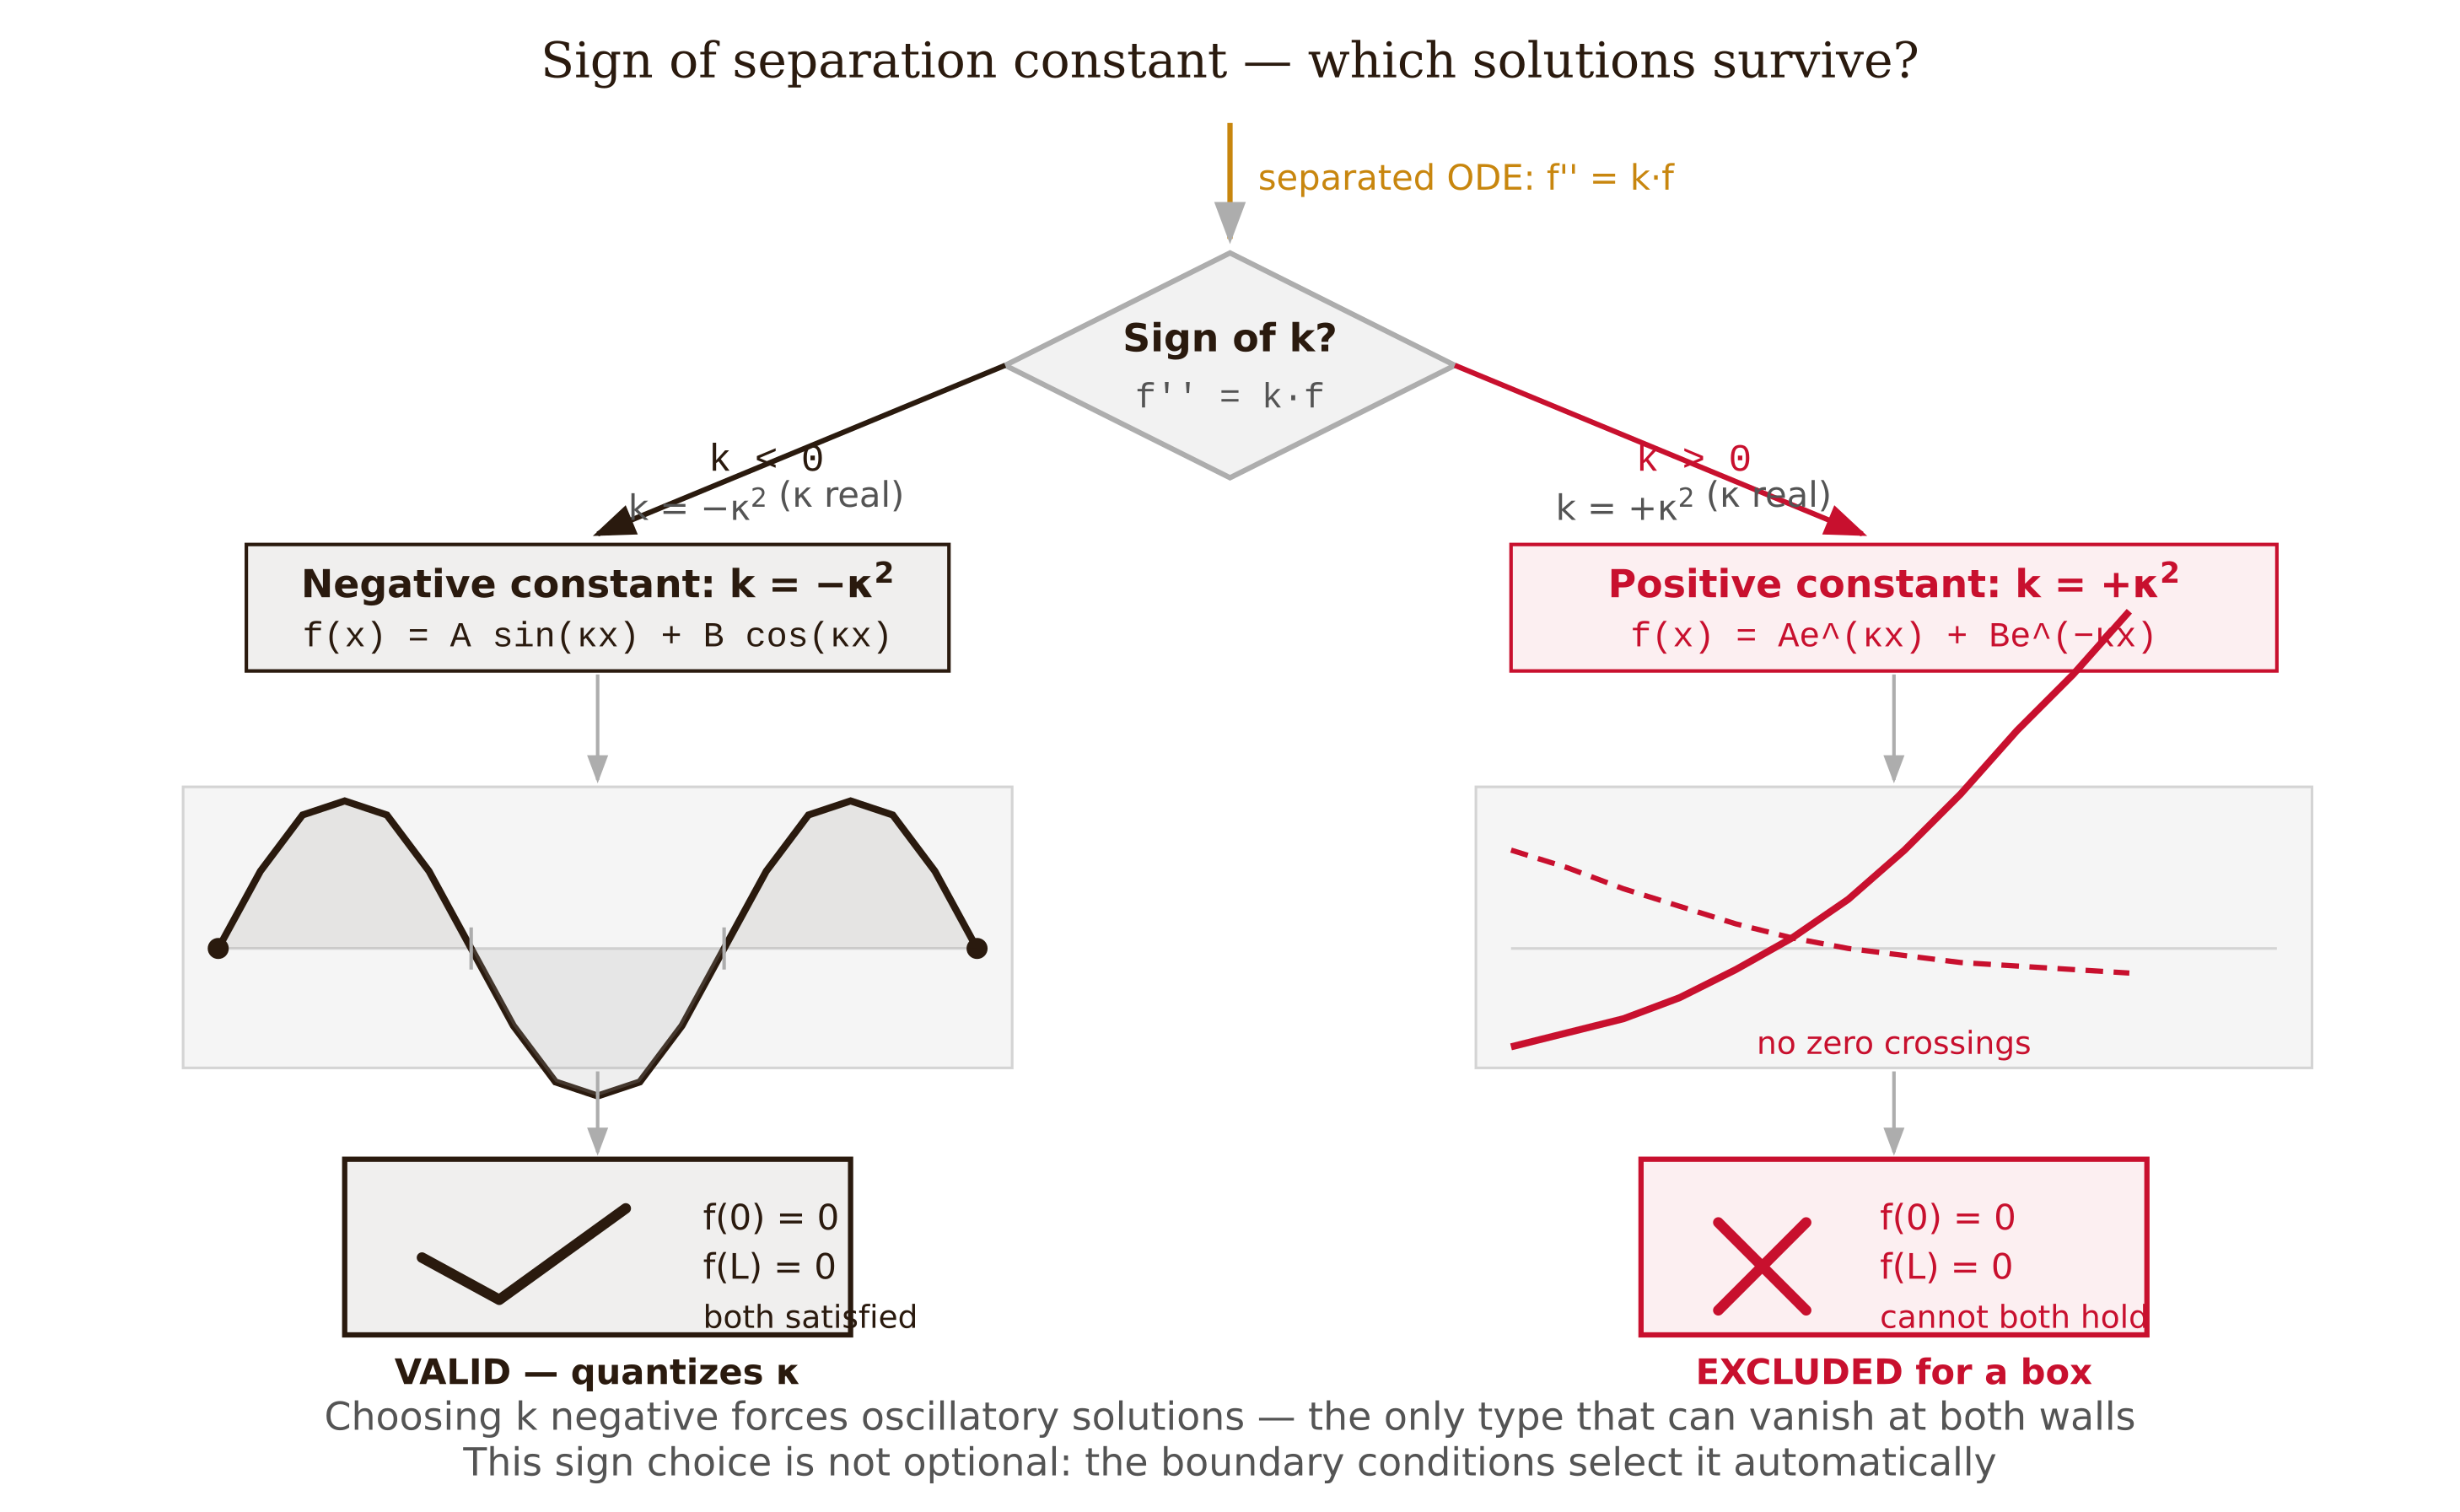 Sign of separation constant — which solutions survive?
separated ODE: f'' = k·f
Sign of k?
f'' = k·f
k < 0
k = −κ² (κ real)
k > 0
k = +κ² (κ real)
Negative constant: k = −κ²
f(x) = A sin(κx) + B cos(κx)
Positive constant: k = +κ²
f(x) = Ae^(κx) + Be^(−κx)
no zero crossings
f(0) = 0
f(L) = 0
both satisfied
f(0) = 0
f(L) = 0
cannot both hold
VALID — quantizes κ
EXCLUDED for a box
Choosing k negative forces oscillatory solutions — the only type that can vanish at both walls
This sign choice is not optional: the boundary conditions select it automatically